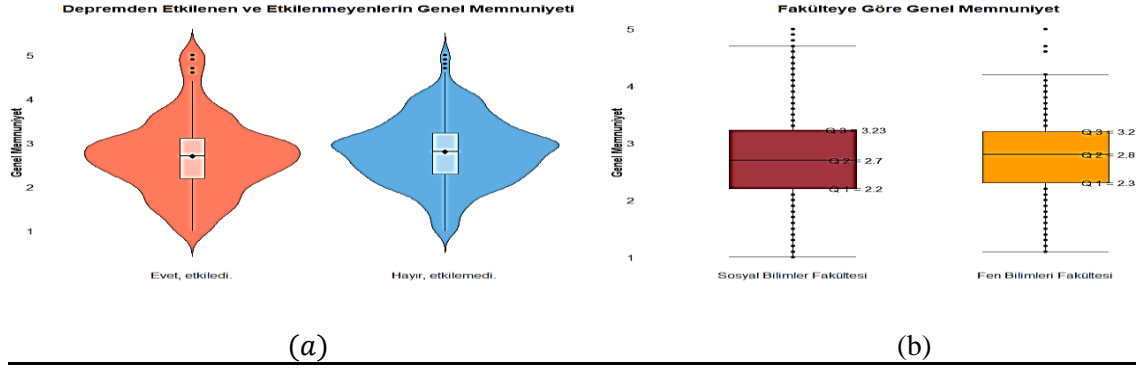 Depremden Etkilenen ve Etkilenmeyenlerin Genel Memnuniyeti
Genel Memnuniyet
5
4
3
2
1
Evet, etkiledi.
Hayır, etkilemedi.
(a)
Fakülteye Göre Genel Memnuniyet
Genel Memnuniyet
5
4
3
2
1
Q 3 = 3.23
Q 2 = 2.7
Q 1 = 2.2
Q 3 = 3.2
Q 2 = 2.8
Q 1 = 2.3
Sosyal Bilimler Fakültesi
Fen Bilimleri Fakültesi
(b)